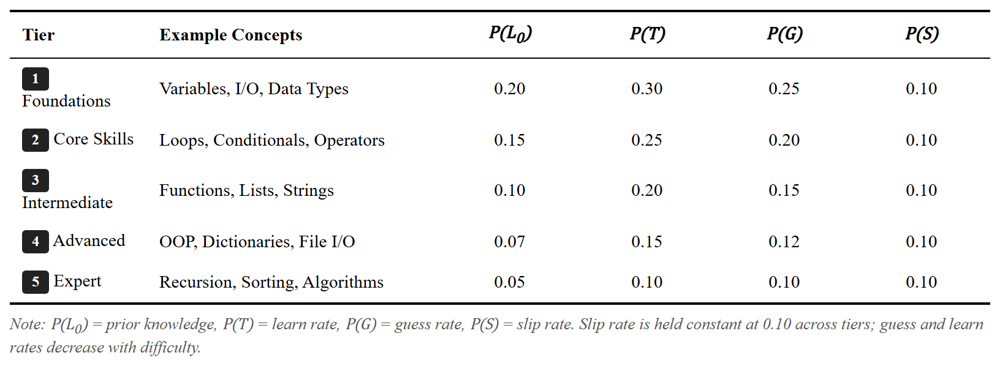 Tier Example Concepts P(L₀) P(T) P(G) P(S)
1 Foundations Variables, I/O, Data Types 0.20 0.30 0.25 0.10
2 Core Skills Loops, Conditionals, Operators 0.15 0.25 0.20 0.10
3 Intermediate Functions, Lists, Strings 0.10 0.20 0.15 0.10
4 Advanced OOP, Dictionaries, File I/O 0.07 0.15 0.12 0.10
5 Expert Recursion, Sorting, Algorithms 0.05 0.10 0.10 0.10
Note: P(L₀) = prior knowledge, P(T) = learn rate, P(G) = guess rate, P(S) = slip rate. Slip rate is held constant at 0.10 across tiers; guess and learn
rates decrease with difficulty.